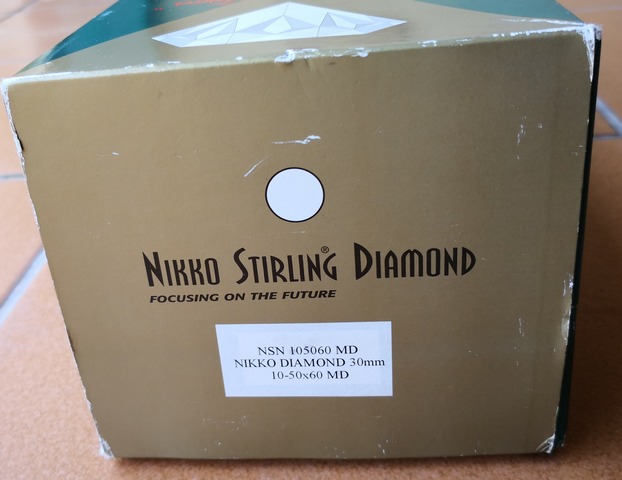 NIKKO STIRLING® DIAMOND
FOCUSING ON THE FUTURE
NSN 105060 MD
NIKKO DIAMOND 30mm
10-50x60 MD